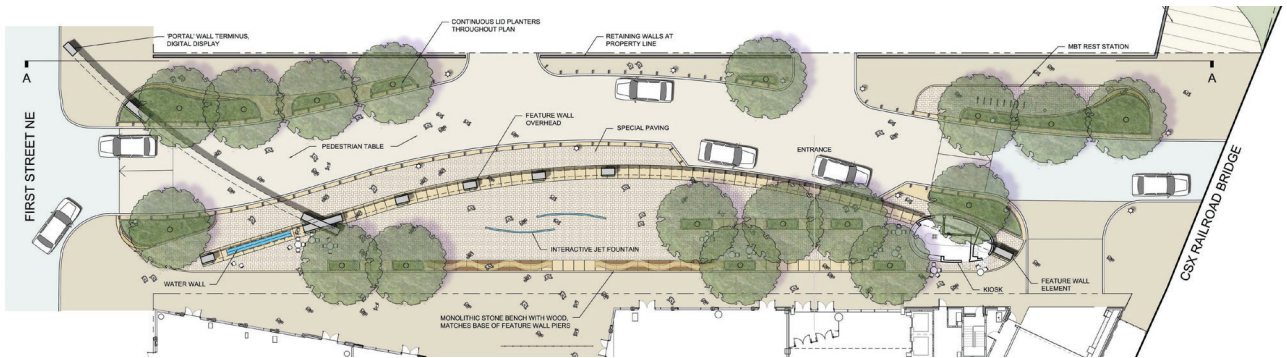 'PORTAL' WALL TERMINUS,
DIGITAL DISPLAY
CONTINUOUS LID PLANTERS
THROUGHOUT PLAN
RETAINING WALLS AT
PROPERTY LINE
MBT REST STATION
A
A
FEATURE WALL
OVERHEAD
SPECIAL PAVING
PEDESTRIAN TABLE
ENTRANCE
FIRST STREET NE
CSX RAILROAD BRIDGE
INTERACTIVE JET FOUNTAIN
WATER WALL
KIOSK
FEATURE WALL
ELEMENT
MONOLITHIC STONE BENCH WITH WOOD,
MATCHES BASE OF FEATURE WALL PIERS